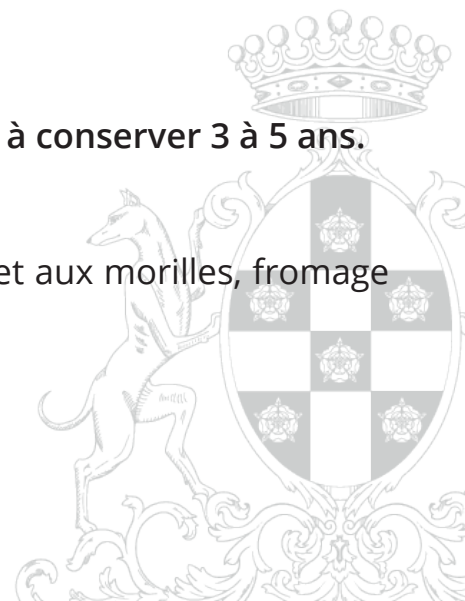 à conserver 3 à 5 ans.
et aux morilles, fromage